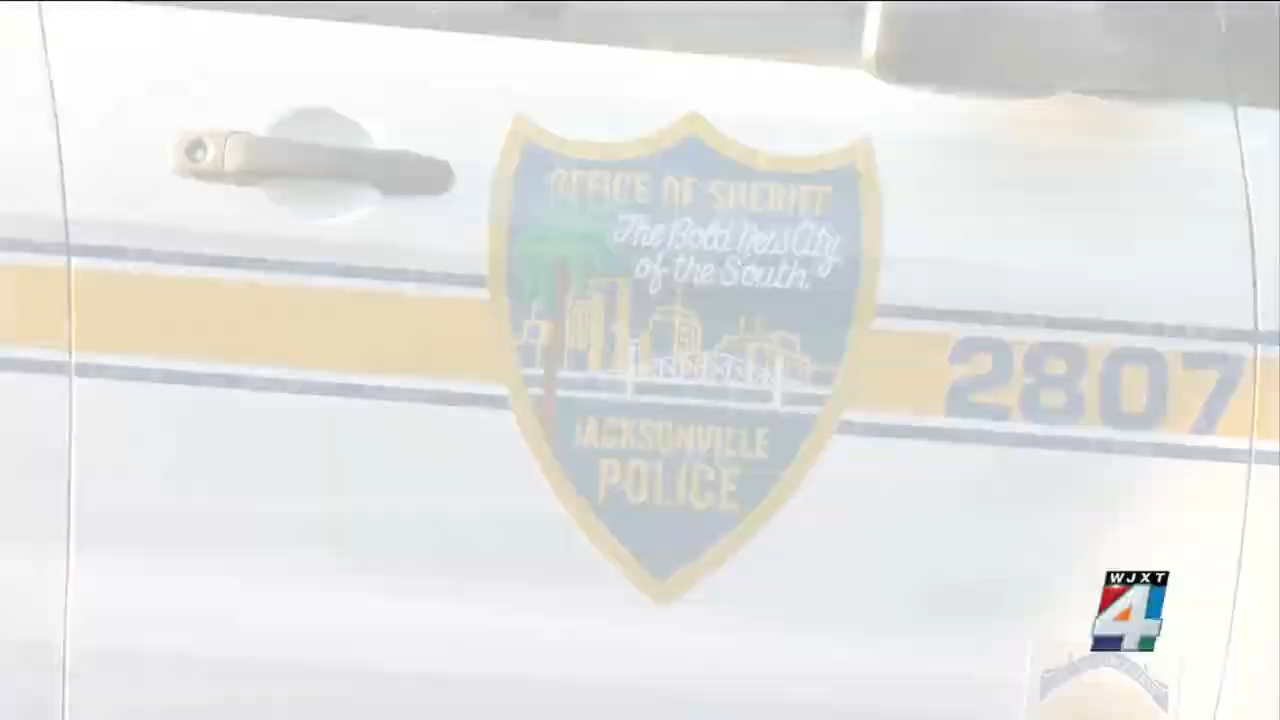 OFFICE OF SHERIFF
The Bold New City
of the South.
2807
JACKSONVILLE
POLICE
WJXT
4